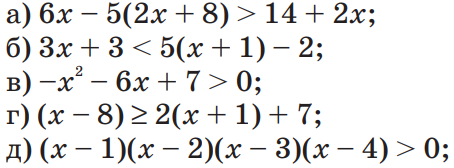 а) 6x − 5(2x + 8) > 14 + 2x;
б) 3x + 3 < 5(x + 1) − 2;
в) −x² − 6x + 7 > 0;
г) (x − 8) ≥ 2(x + 1) + 7;
д) (x − 1)(x − 2)(x − 3)(x − 4) > 0;